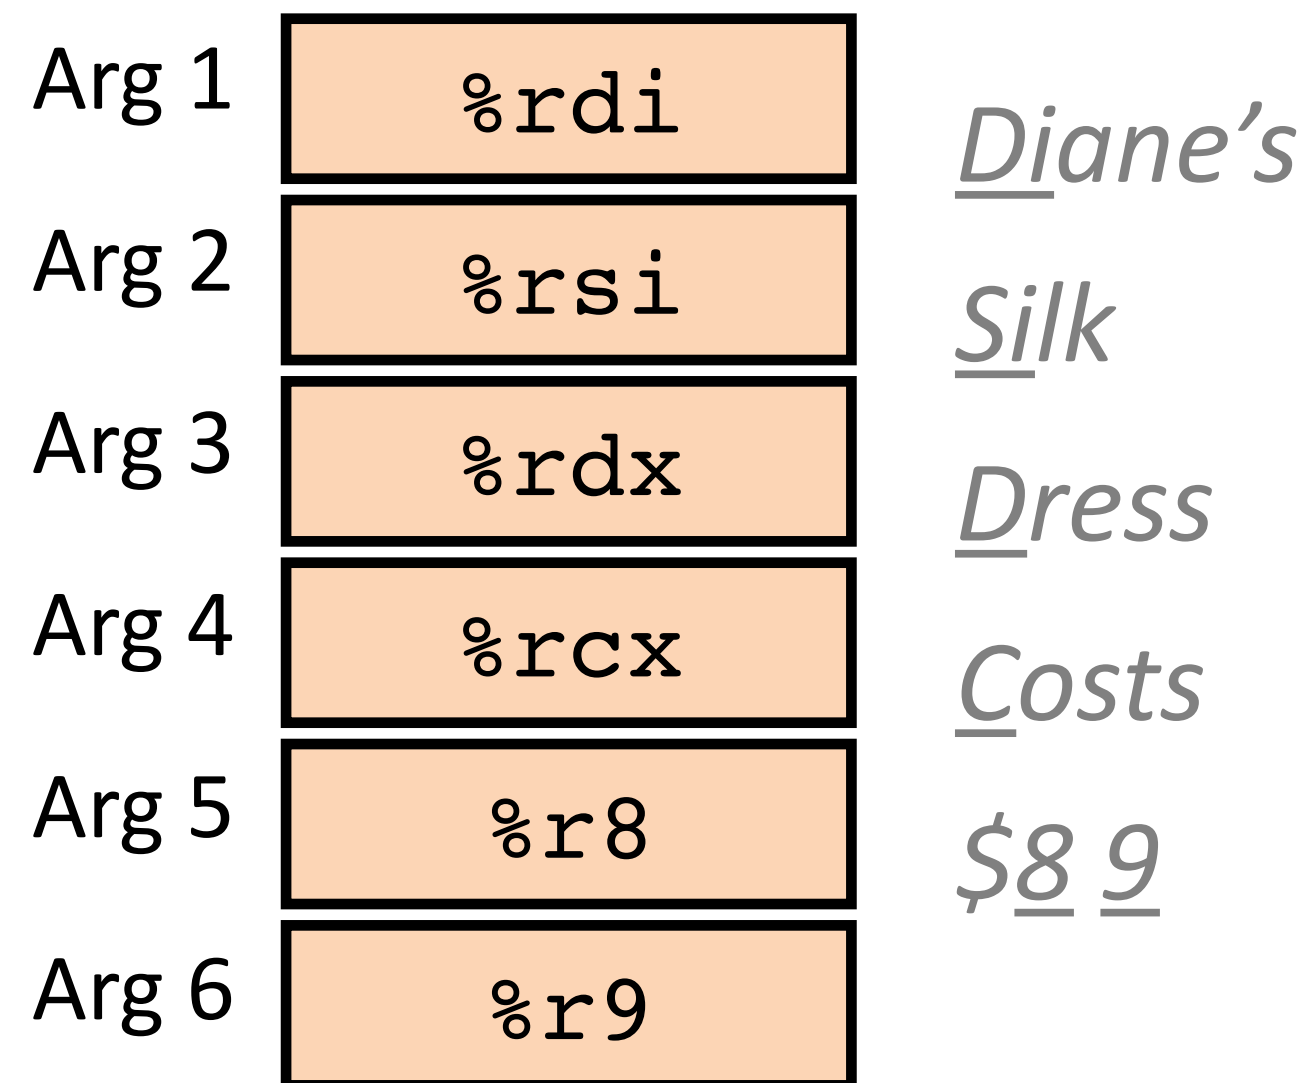 Arg 1 %rdi
Diane’s
Arg 2 %rsi
Silk
Arg 3 %rdx
Dress
Arg 4 %rcx
Costs
Arg 5 %r8
$8 9
Arg 6 %r9